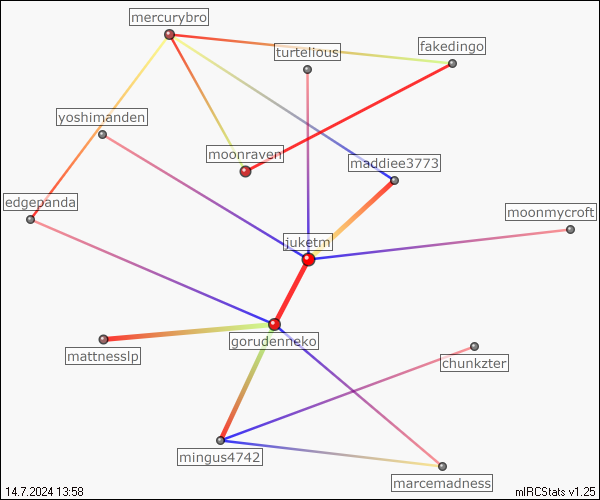 mercurybro
turtelious
fakedingo
yoshimanden
moonraven
maddiee3773
edgepanda
moonmycroft
juketm
gorudenneko
mattnesslp
chunkzter
mingus4742
marcemadness
14.7.2024 13:58
mIRCStats v1.25